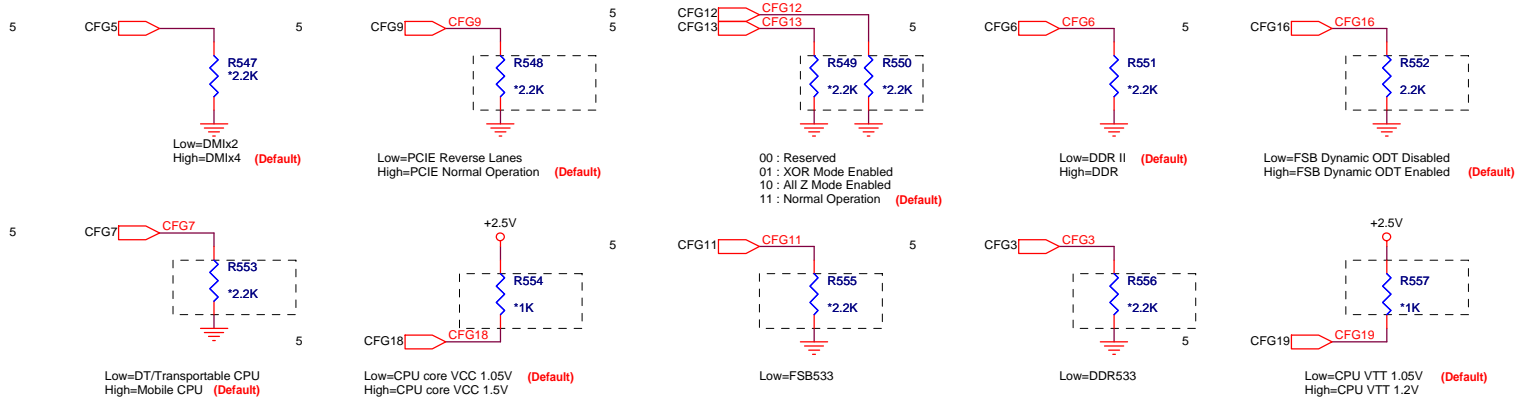 5 CFG5 5 CFG9 CFG9 5 CFG12 CFG12 5 CFG6 CFG6 5 CFG16 CFG16
5 CFG13 CFG13
R547 R548 R549 R550 R551 R552
*2.2K *2.2K *2.2K *2.2K *2.2K 2.2K
Low=DMIx2
High=DMIx4 (Default)
Low=PCIE Reverse Lanes
High=PCIE Normal Operation (Default)
00 : Reserved
01 : XOR Mode Enabled
10 : All Z Mode Enabled
11 : Normal Operation (Default)
Low=DDR II (Default)
High=DDR
Low=FSB Dynamic ODT Disabled
High=FSB Dynamic ODT Enabled (Default)
5 CFG7 CFG7
R553
*2.2K
Low=DT/Transportable CPU
High=Mobile CPU (Default)
+2.5V
R554
*1K
5 CFG18 CFG18
Low=CPU core VCC 1.05V (Default)
High=CPU core VCC 1.5V
5 CFG11 CFG11
R555
*2.2K
Low=FSB533
5 CFG3 CFG3
R556
*2.2K
Low=DDR533
+2.5V
R557
*1K
5 CFG19 CFG19
Low=CPU VTT 1.05V (Default)
High=CPU VTT 1.2V